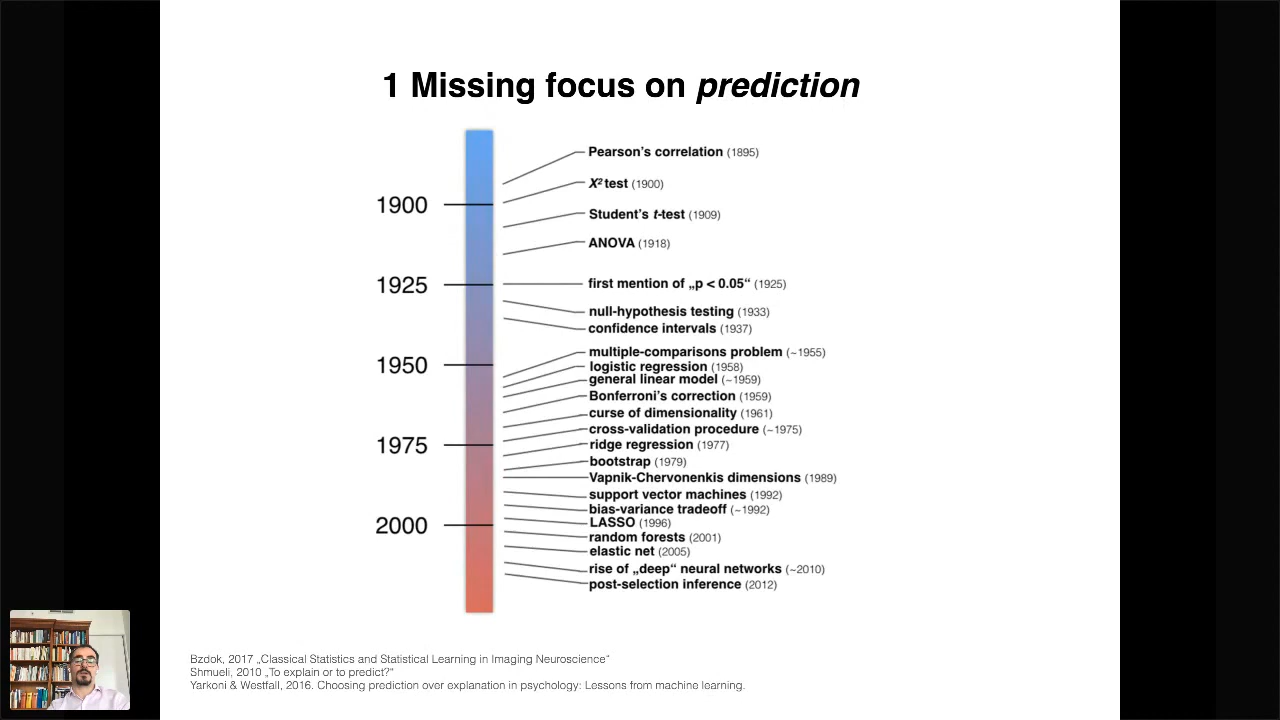 1 Missing focus on prediction
Pearson's correlation (1895)
X² test (1900)
1900
Student's t-test (1909)
ANOVA (1918)
1925
first mention of „p < 0.05“ (1925)
null-hypothesis testing (1933)
confidence intervals (1937)
multiple-comparisons problem (~1955)
1950
logistic regression (1958)
general linear model (~1959)
Bonferroni's correction (1959)
curse of dimensionality (1961)
cross-validation procedure (~1975)
1975
ridge regression (1977)
bootstrap (1979)
Vapnik-Chervonenkis dimensions (1989)
support vector machines (1992)
bias-variance tradeoff (~1992)
LASSO (1996)
2000
random forests (2001)
elastic net (2005)
rise of „deep“ neural networks (~2010)
post-selection inference (2012)
Bzdok, 2017 „Classical Statistics and Statistical Learning in Imaging Neuroscience“
Shmueli, 2010 „To explain or to predict?“
Yarkoni & Westfall, 2016. Choosing prediction over explanation in psychology: Lessons from machine learning.